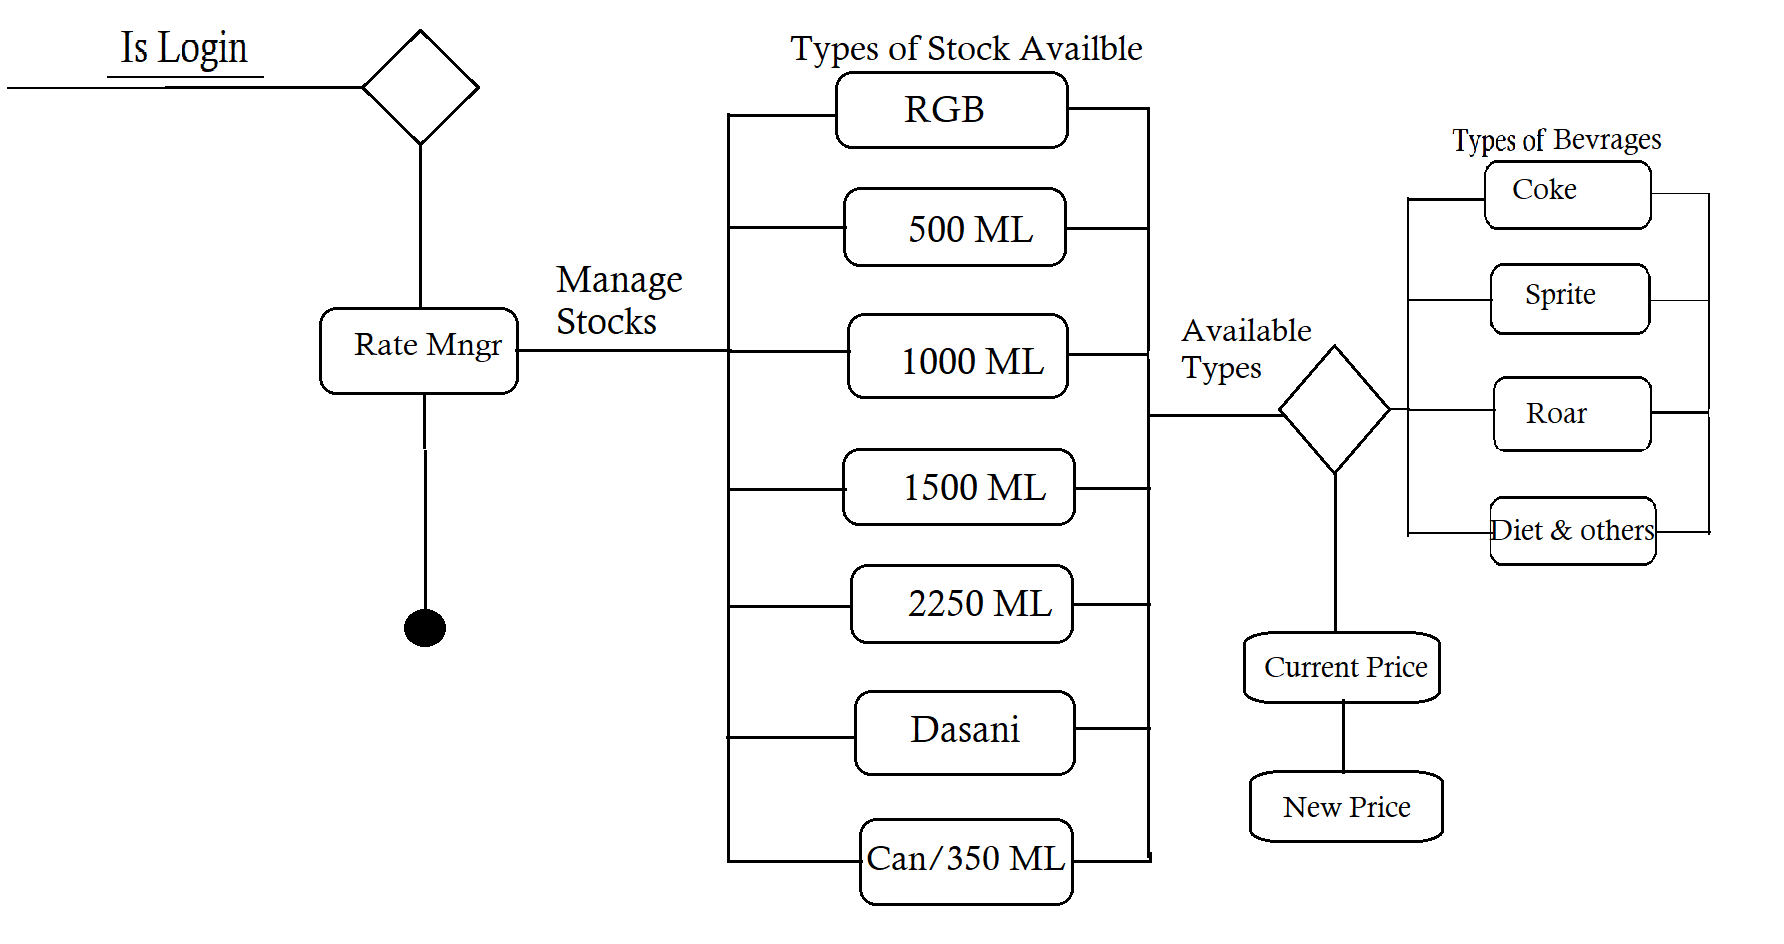 Is Login
Rate Mngr
Manage
Stocks
Types of Stock Availble
RGB
500 ML
1000 ML
1500 ML
2250 ML
Dasani
Can/350 ML
Available
Types
Types of Bevrages
Coke
Sprite
Roar
Diet & others
Current Price
New Price